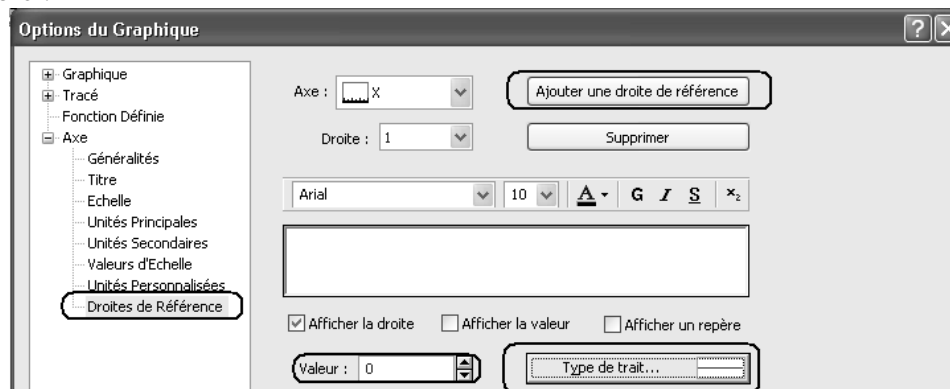 Options du Graphique
Graphique
Tracé
Fonction Définie
Axe
Généralités
Titre
Echelle
Unités Principales
Unités Secondaires
Valeurs d'Echelle
Unités Personnalisées
Droites de Référence
Axe : X
Ajouter une droite de référence
Droite : 1
Supprimer
Arial 10 A G I S ×₂
Afficher la droite Afficher la valeur Afficher un repère
Valeur : 0
Type de trait...